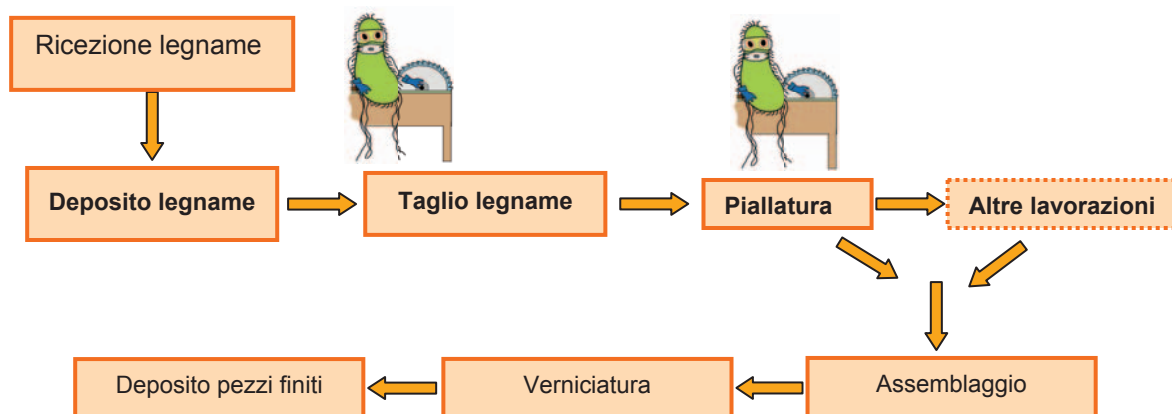 Ricezione legname
Deposito legname
Taglio legname
Piallatura
Altre lavorazioni
Deposito pezzi finiti
Verniciatura
Assemblaggio